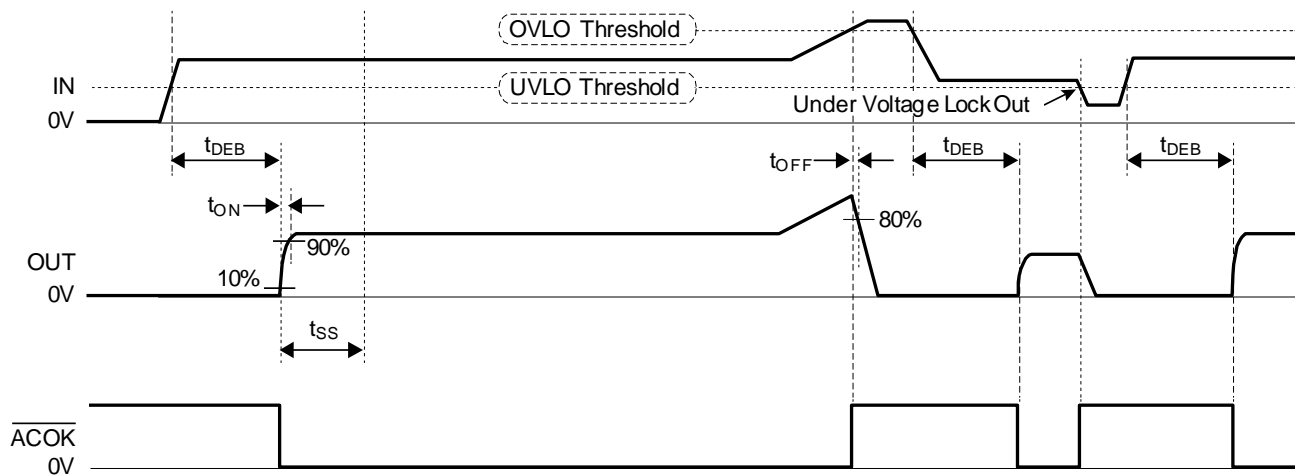 OVLO Threshold
IN
UVLO Threshold
Under Voltage Lock Out
0V
tDEB
tOFF
tDEB
tDEB
tON
80%
90%
OUT
10%
0V
tSS
ACOK
0V